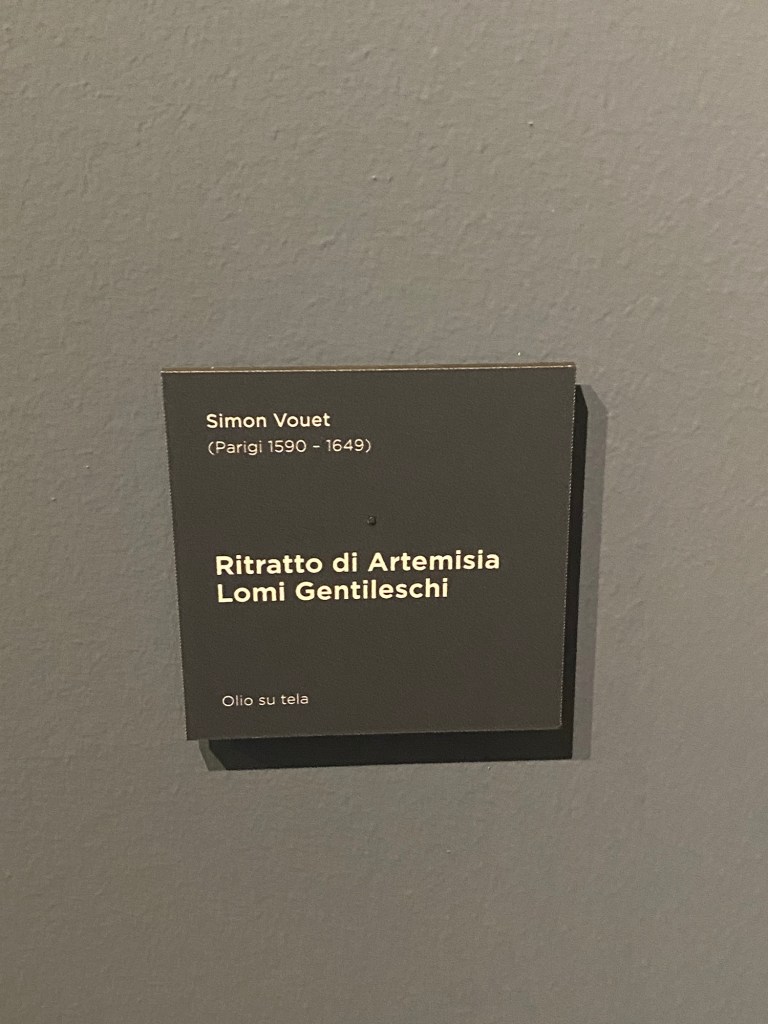 Simon Vouet
(Parigi 1590 – 1649)
Ritratto di Artemisia
Lomi Gentileschi
Olio su tela